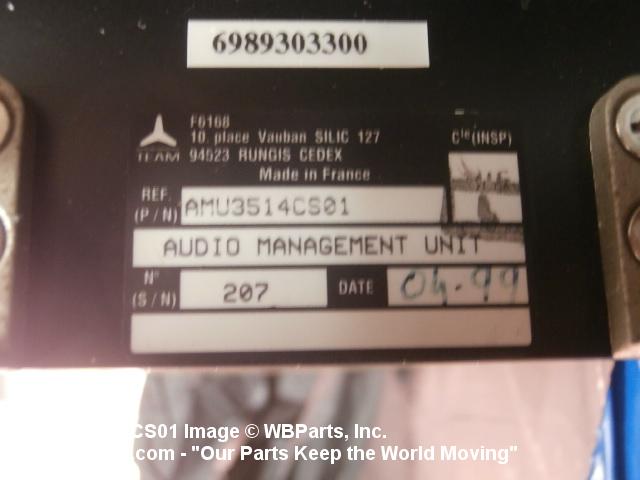 6989303300
F6168
10. place Vauban SILIC 127
TEAM 94523 RUNGIS CEDEX
Made in France
Cle (INSP)
REF.
(P/N) AMU3514CS01
AUDIO MANAGEMENT UNIT
N°
(S/N) 207 DATE 04.99
CS01 Image © WBParts, Inc.
.com - "Our Parts Keep the World Moving"